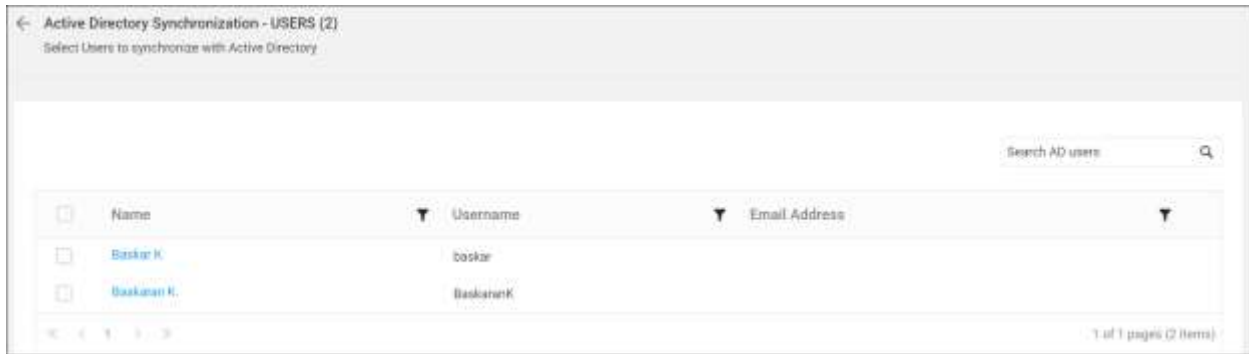 Active Directory Synchronization - USERS (2)
Select Users to synchronize with Active Directory
Search AD users
Name Username Email Address
Baskar K baskar
Baskaran K. BaskaranK
1
1 of 1 pages (2 items)